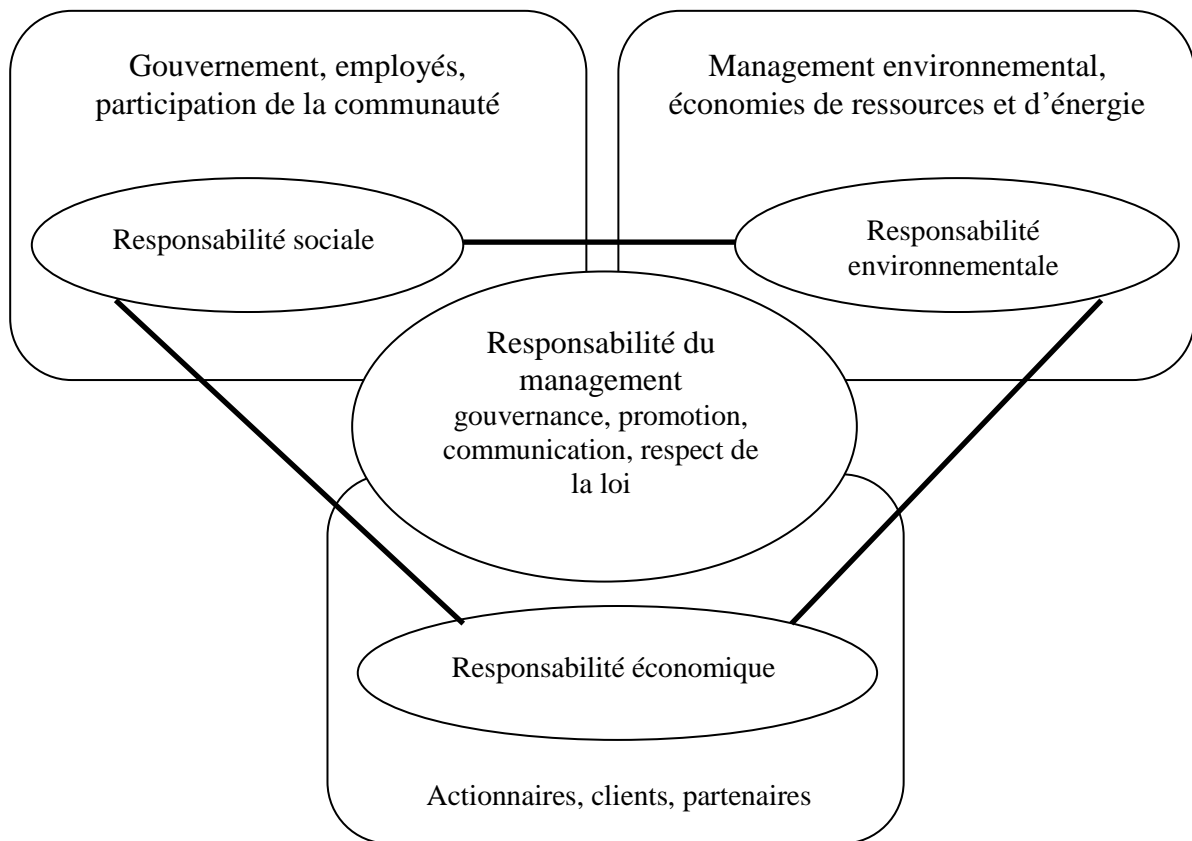 Gouvernement, employés,
participation de la communauté
Management environnemental,
économies de ressources et d’énergie
Responsabilité sociale
Responsabilité
environnementale
Responsabilité du
management
gouvernance, promotion,
communication, respect de
la loi
Responsabilité économique
Actionnaires, clients, partenaires